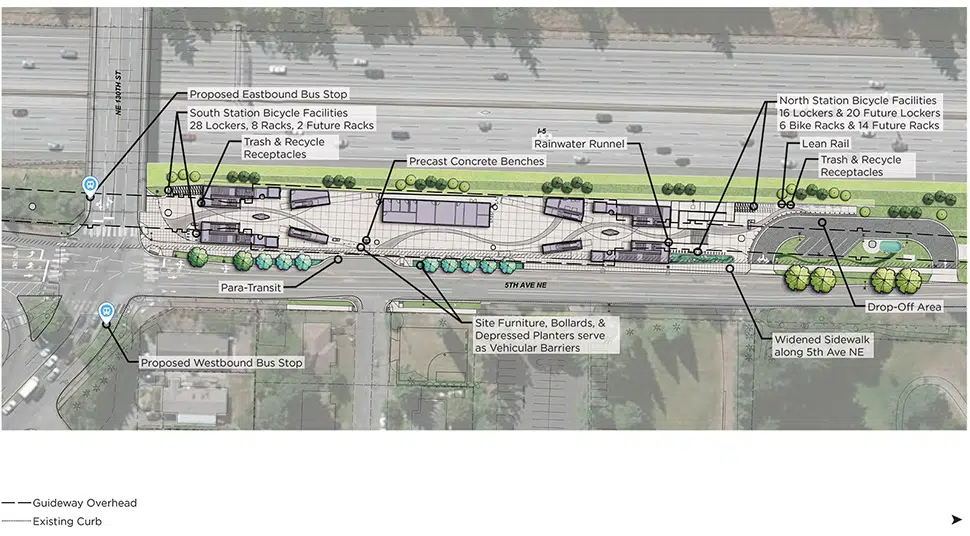 NE 130TH ST
Proposed Eastbound Bus Stop
South Station Bicycle Facilities
28 Lockers, 8 Racks, 2 Future Racks
Trash & Recycle
Receptacles
Precast Concrete Benches
I-5
Rainwater Runnel
North Station Bicycle Facilities
16 Lockers & 20 Future Lockers
6 Bike Racks & 14 Future Racks
Lean Rail
Trash & Recycle
Receptacles
Para-Transit
5TH AVE NE
Drop-Off Area
Site Furniture, Bollards, &
Depressed Planters serve
as Vehicular Barriers
Widened Sidewalk
along 5th Ave NE
Proposed Westbound Bus Stop
Guideway Overhead
Existing Curb